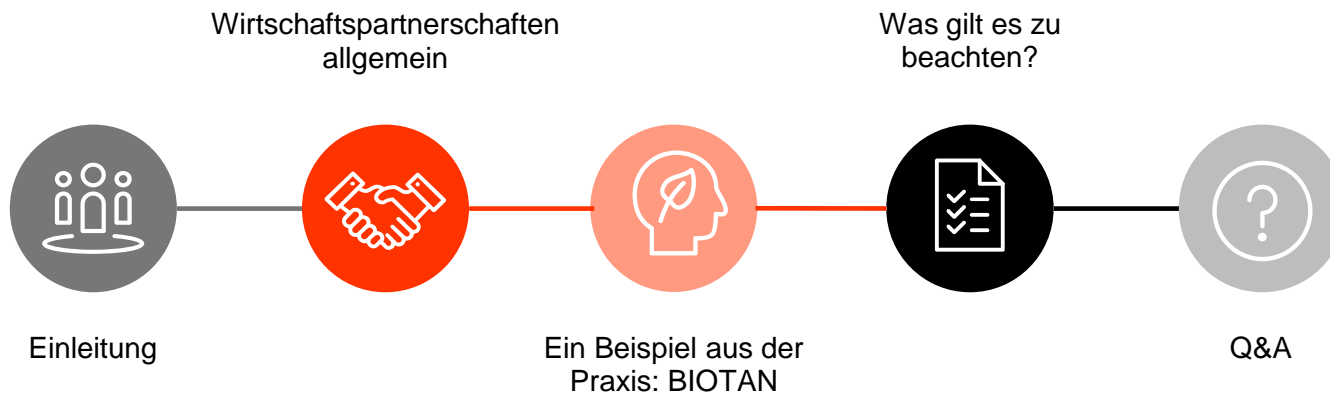 Wirtschaftspartnerschaften
allgemein
Was gilt es zu
beachten?
Einleitung
Ein Beispiel aus der
Praxis: BIOTAN
Q&A